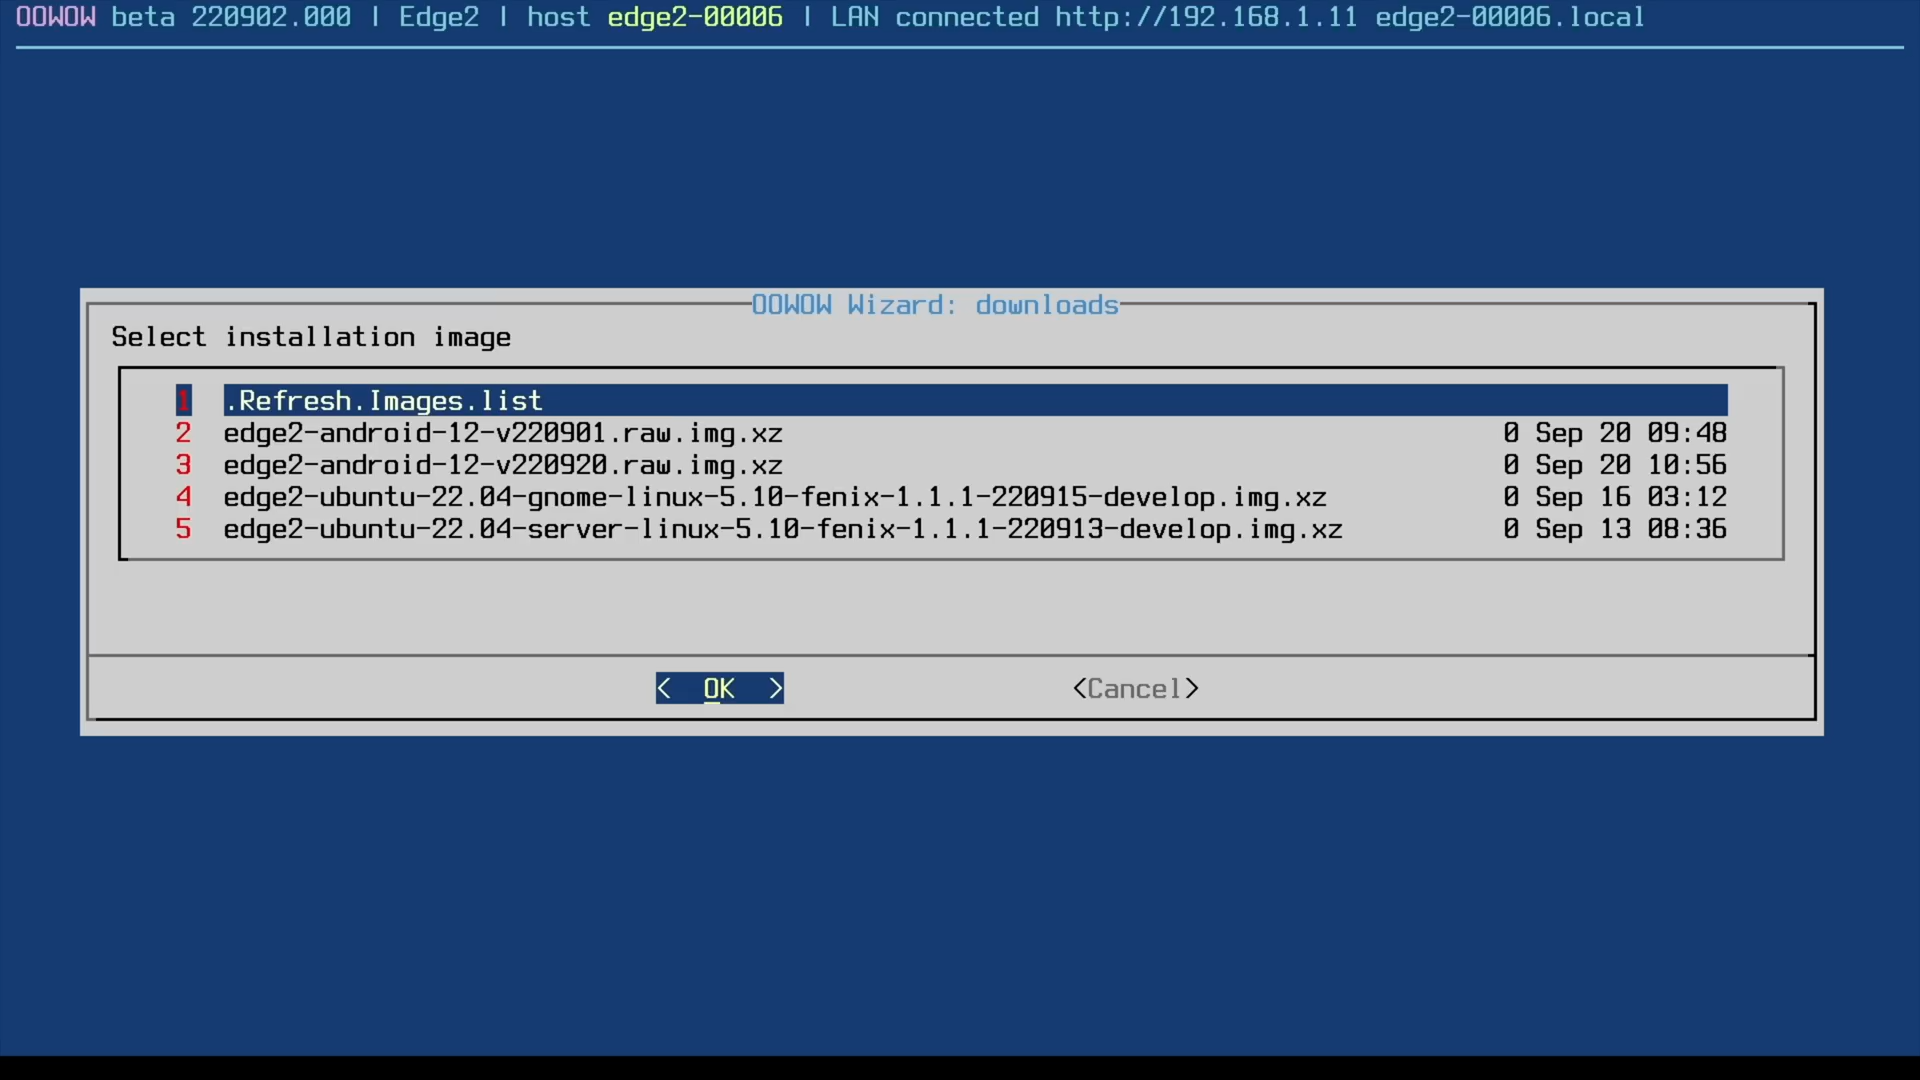 OOWOW beta 220902.000 | Edge2 | host edge2-00006 | LAN connected http://192.168.1.11 edge2-00006.local
OOWOW Wizard: downloads
Select installation image
1 .Refresh.Images.list
2 edge2-android-12-v220901.raw.img.xz 0 Sep 20 09:48
3 edge2-android-12-v220920.raw.img.xz 0 Sep 20 10:56
4 edge2-ubuntu-22.04-gnome-linux-5.10-fenix-1.1.1-220915-develop.img.xz 0 Sep 16 03:12
5 edge2-ubuntu-22.04-server-linux-5.10-fenix-1.1.1-220913-develop.img.xz 0 Sep 13 08:36
< OK > <Cancel>